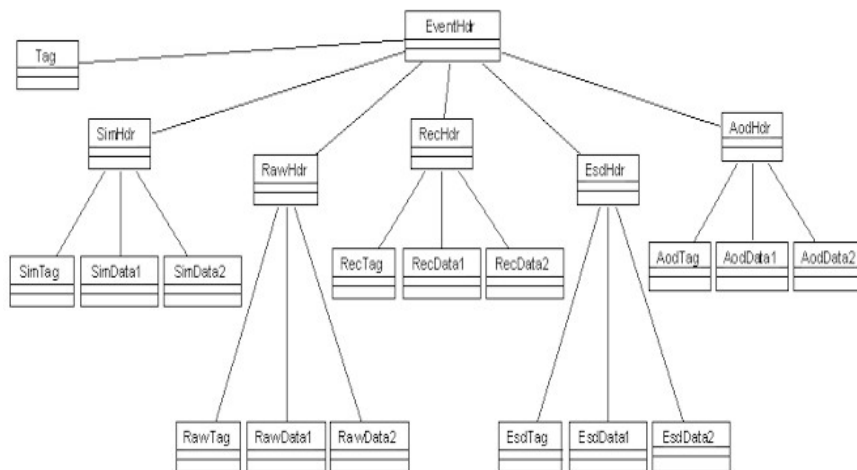 EventHdr
Tag
SimHdr
RawHdr
RecHdr
EsdHdr
AodHdr
SimTag
SimData1
SimData2
RecTag
RecData1
RecData2
AodTag
AodData1
AodData2
RawTag
RawData1
RawData2
EsdTag
EsdData1
EsdData2